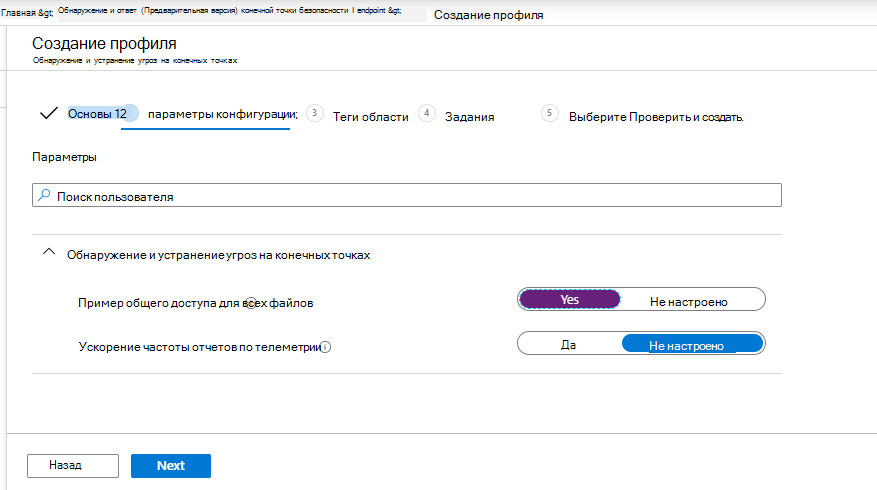 Главная &gt; Обнаружение и ответ (Предварительная версия) конечной точки безопасности I endpoint &gt; Создание профиля
Создание профиля
Обнаружение и устранение угроз на конечных точках
Основы 12 параметры конфигурации; 3 Теги области 4 Задания 5 Выберите Проверить и создать.
Параметры
Поиск пользователя
Обнаружение и устранение угроз на конечных точках
Пример общего доступа для всех файлов Yes Не настроено
Ускорение частоты отчетов по телеметрии Да Не настроено
Назад Next